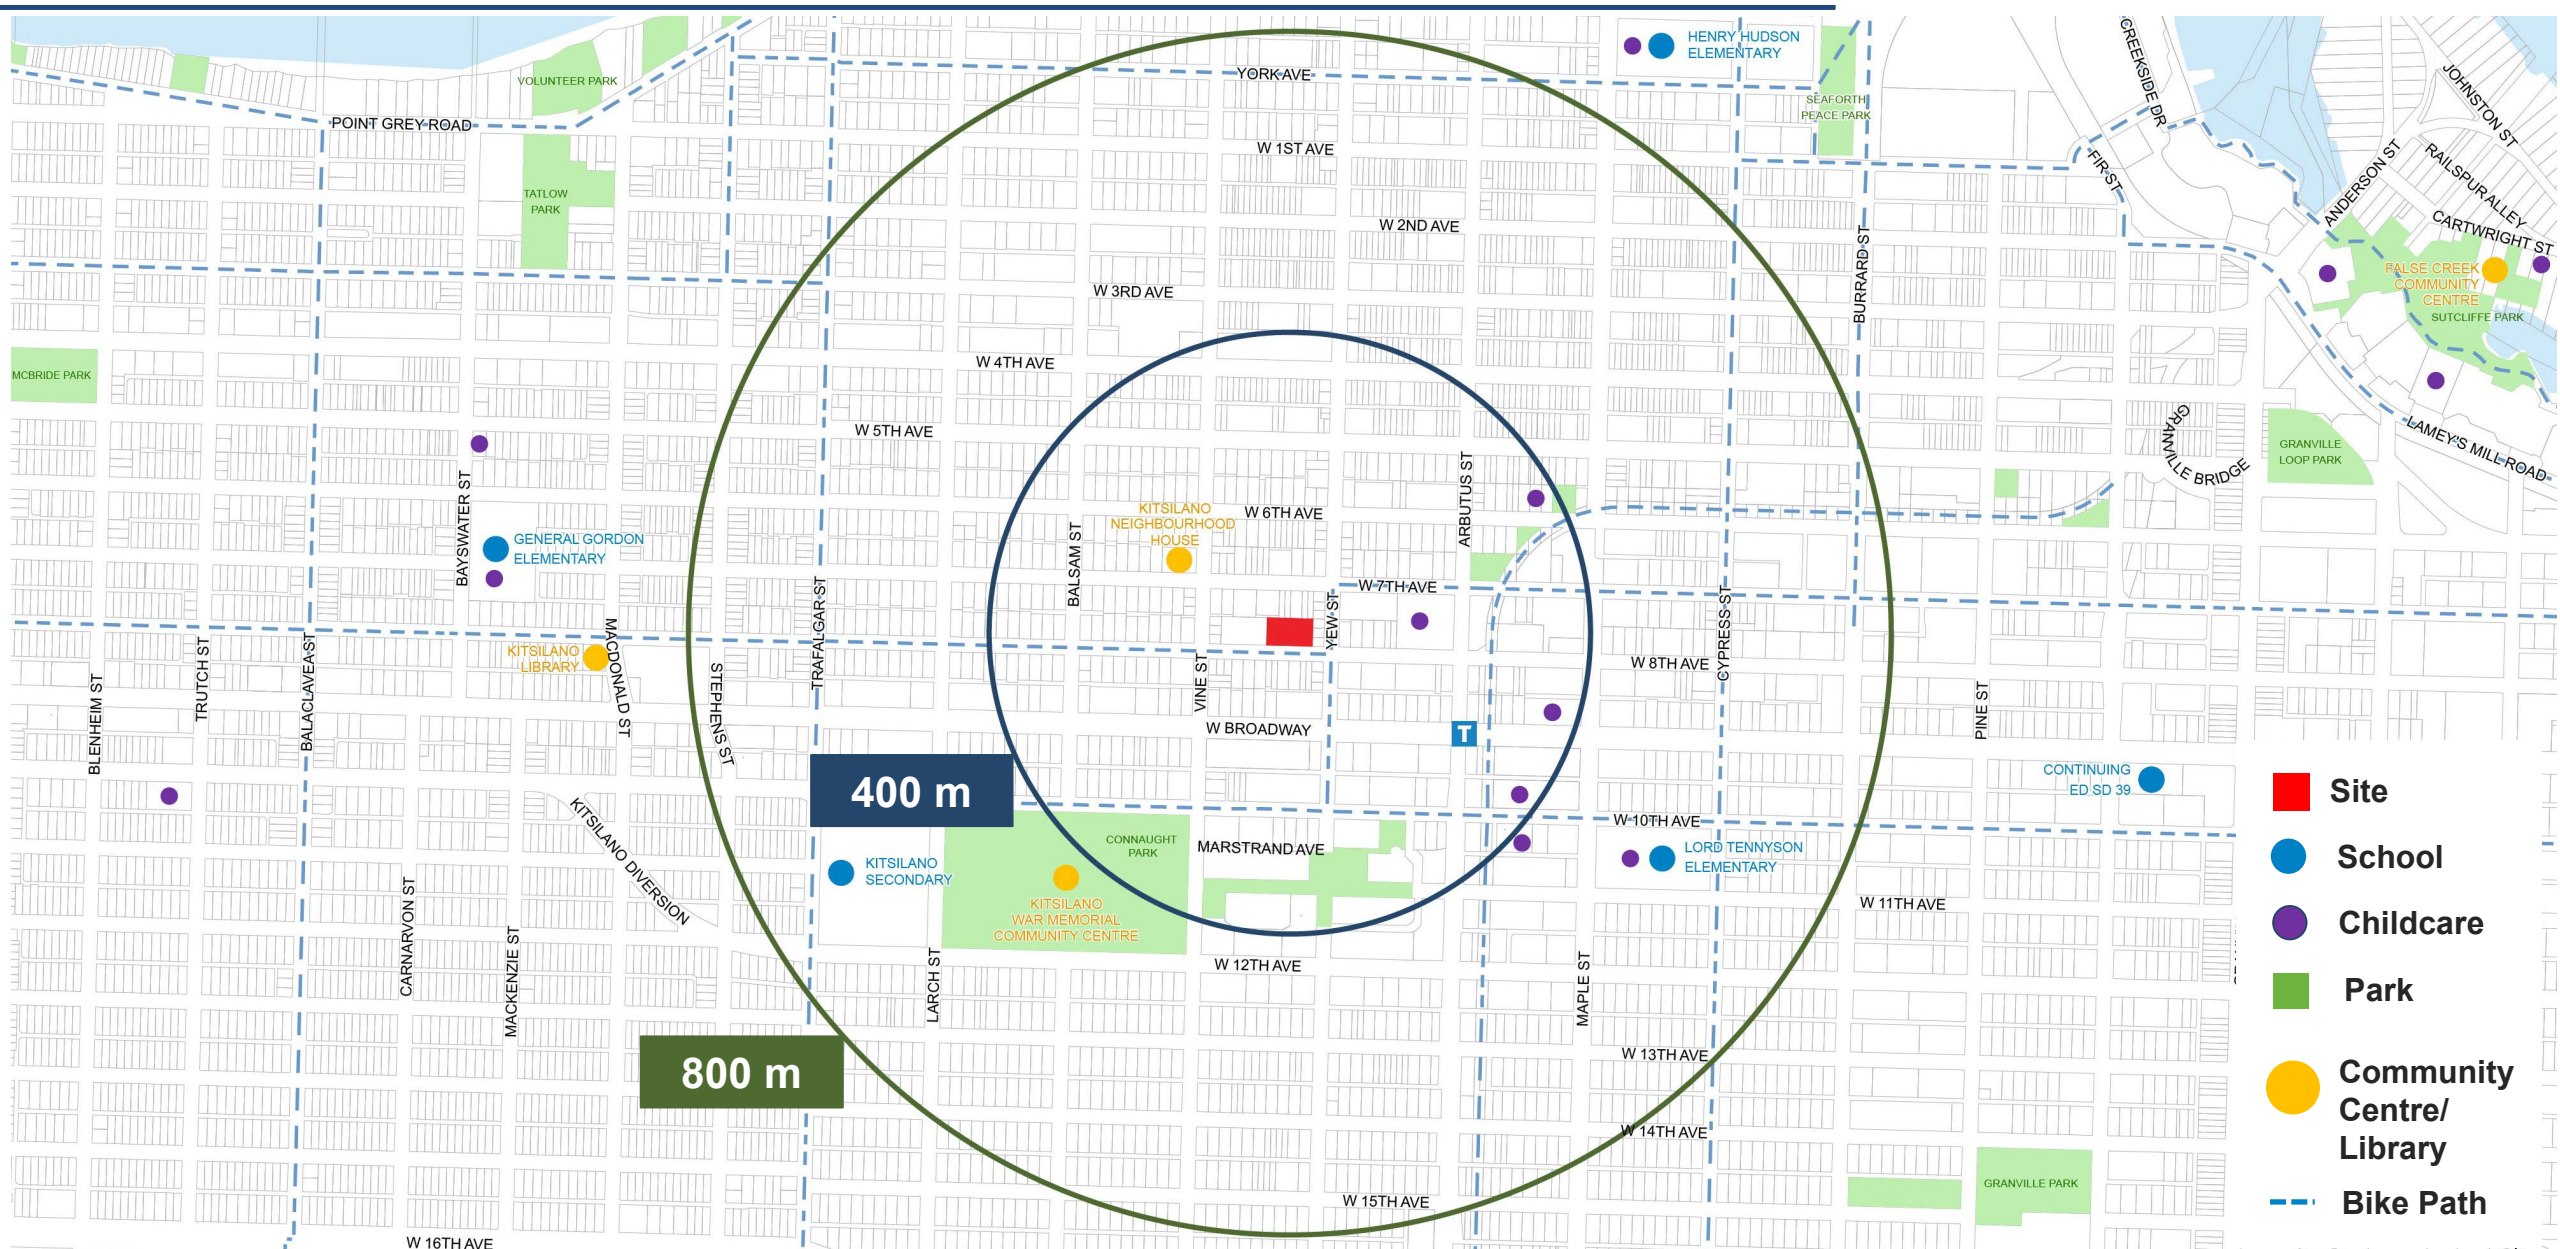 HENRY HUDSON
ELEMENTARY
CREEKSIDE DR
JOHNSTON ST
VOLUNTEER PARK
YORK AVE
SEAFORTH
PEACE PARK
POINT GREY ROAD
W 1ST AVE
FIR ST
ANDERSON ST
RAILSPUR ALLEY
TATLOW
PARK
W 2ND AVE
CARTWRIGHT ST
BURRARD ST
FALSE CREEK
COMMUNITY
CENTRE
W 3RD AVE
SUTCLIFFE PARK
W 4TH AVE
MCBRIDE PARK
W 5TH AVE
GRANVILLE BRIDGE
GRANVILLE
LOOP PARK
LAMEY'S MILL ROAD
BAYSWATER ST
ARBUTUS ST
KITSILANO
NEIGHBOURHOOD
HOUSE
W 6TH AVE
GENERAL GORDON
ELEMENTARY
BALSAM ST
W 7TH AVE
YEW ST
CYPRESS ST
TRAFALGAR ST
MACDONALD ST
KITSILANO
LIBRARY
W 8TH AVE
BLENHEIM ST
TRUTCH ST
BALACLAVEA ST
STEPHENS ST
VINE ST
PINE ST
W BROADWAY
T
400 m
CONTINUING
ED SD 39
Site
KITSILANO DIVERSION
W 10TH AVE
CONNAUGHT
PARK
MARSTRAND AVE
LORD TENNYSON
ELEMENTARY
School
KITSILANO
SECONDARY
KITSILANO
WAR MEMORIAL
COMMUNITY CENTRE
W 11TH AVE
Childcare
CARNARVON ST
MACKENZIE ST
LARCH ST
W 12TH AVE
MAPLE ST
Park
W 13TH AVE
800 m
Community
Centre/
Library
W 14TH AVE
GRANVILLE PARK
W 15TH AVE
Bike Path
W 16TH AVE